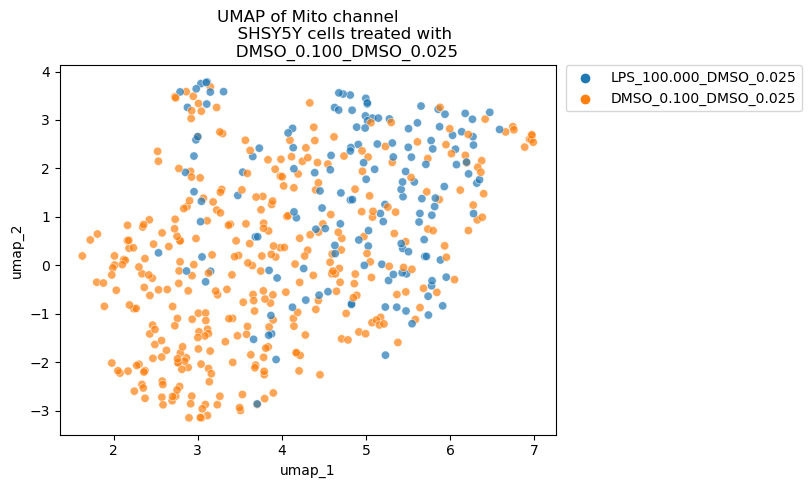 UMAP of Mito channel
SHSY5Y cells treated with
DMSO_0.100_DMSO_0.025
LPS_100.000_DMSO_0.025
DMSO_0.100_DMSO_0.025
umap_2
4
3
2
1
0
−1
−2
−3
2 3 4 5 6 7
umap_1